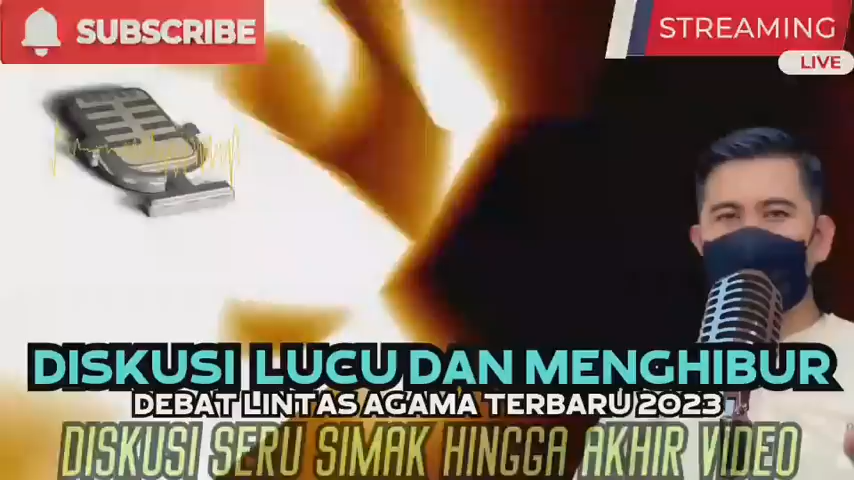 SUBSCRIBE
STREAMING
LIVE
DISKUSI LUCU DAN MENGHIBUR
DEBAT LINTAS AGAMA TERBARU 2023
DISKUSI SERU SIMAK HINGGA AKHIR VIDEO